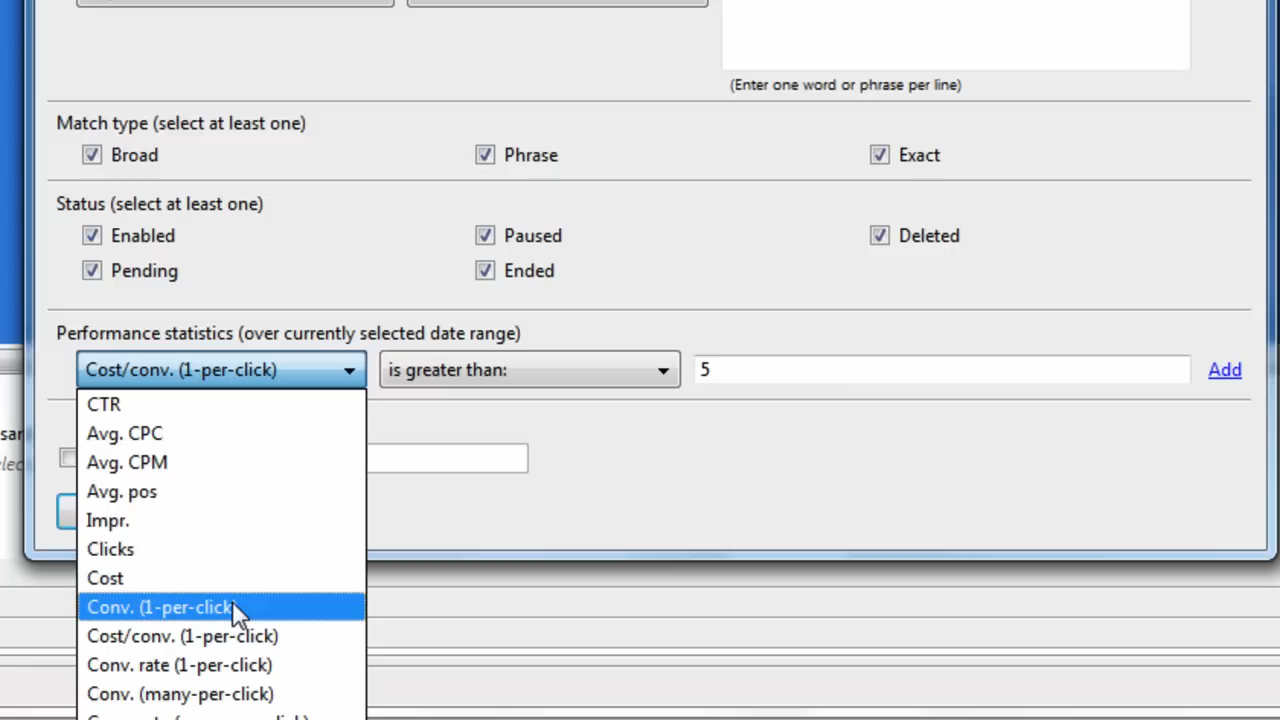 (Enter one word or phrase per line)
Match type (select at least one)
Broad Phrase Exact
Status (select at least one)
Enabled Paused Deleted
Pending Ended
Performance statistics (over currently selected date range)
Cost/conv. (1-per-click) is greater than: 5 Add
CTR
Avg. CPC
Avg. CPM
Avg. pos
Impr.
Clicks
Cost
Conv. (1-per-click)
Cost/conv. (1-per-click)
Conv. rate (1-per-click)
Conv. (many-per-click)